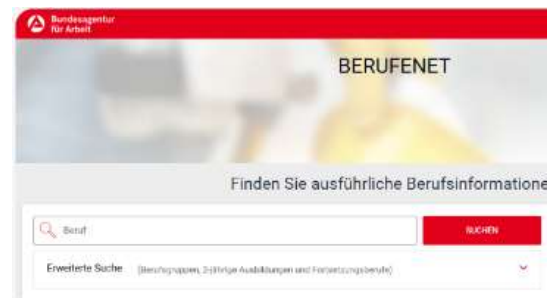 Bundesagentur
für Arbeit
BERUFENET
Finden Sie ausführliche Berufsinformatione
Beruf
SUCHEN
Erweiterte Suche (Berufsgruppen, 2-jährige Ausbildungen und Fortsetzungsberufe)